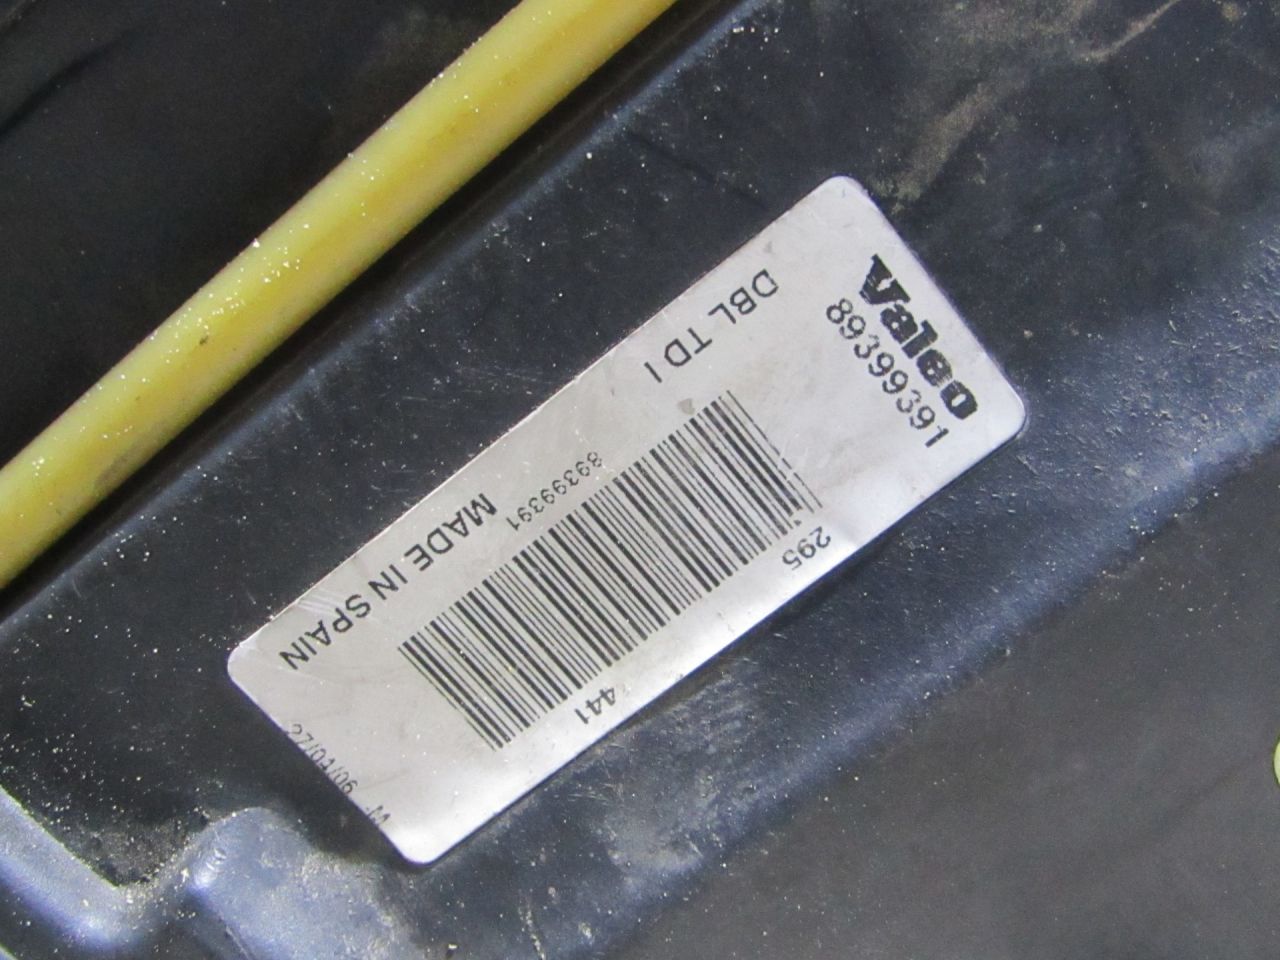 Valeo
89399391
DBL TD I
295
89399391
441
MADE IN SPAIN
27/01/06 -M